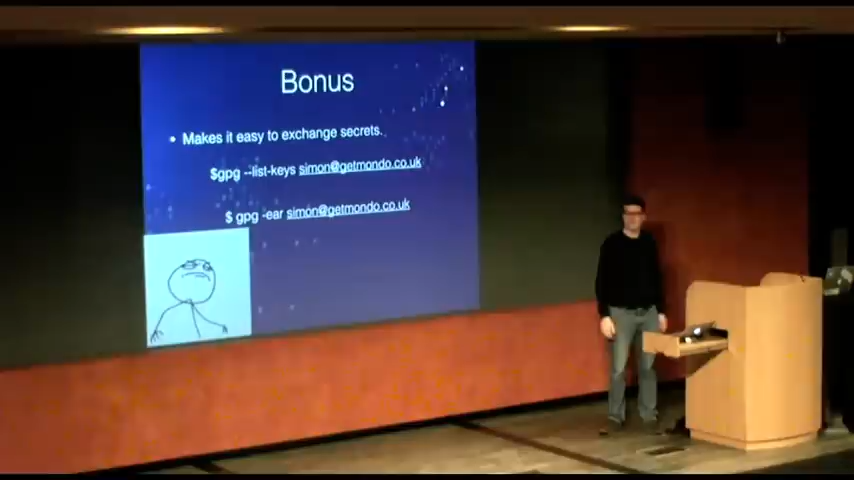 Bonus
• Makes it easy to exchange secrets.
$gpg --list-keys simon@getmondo.co.uk
$ gpg -ear simon@getmondo.co.uk